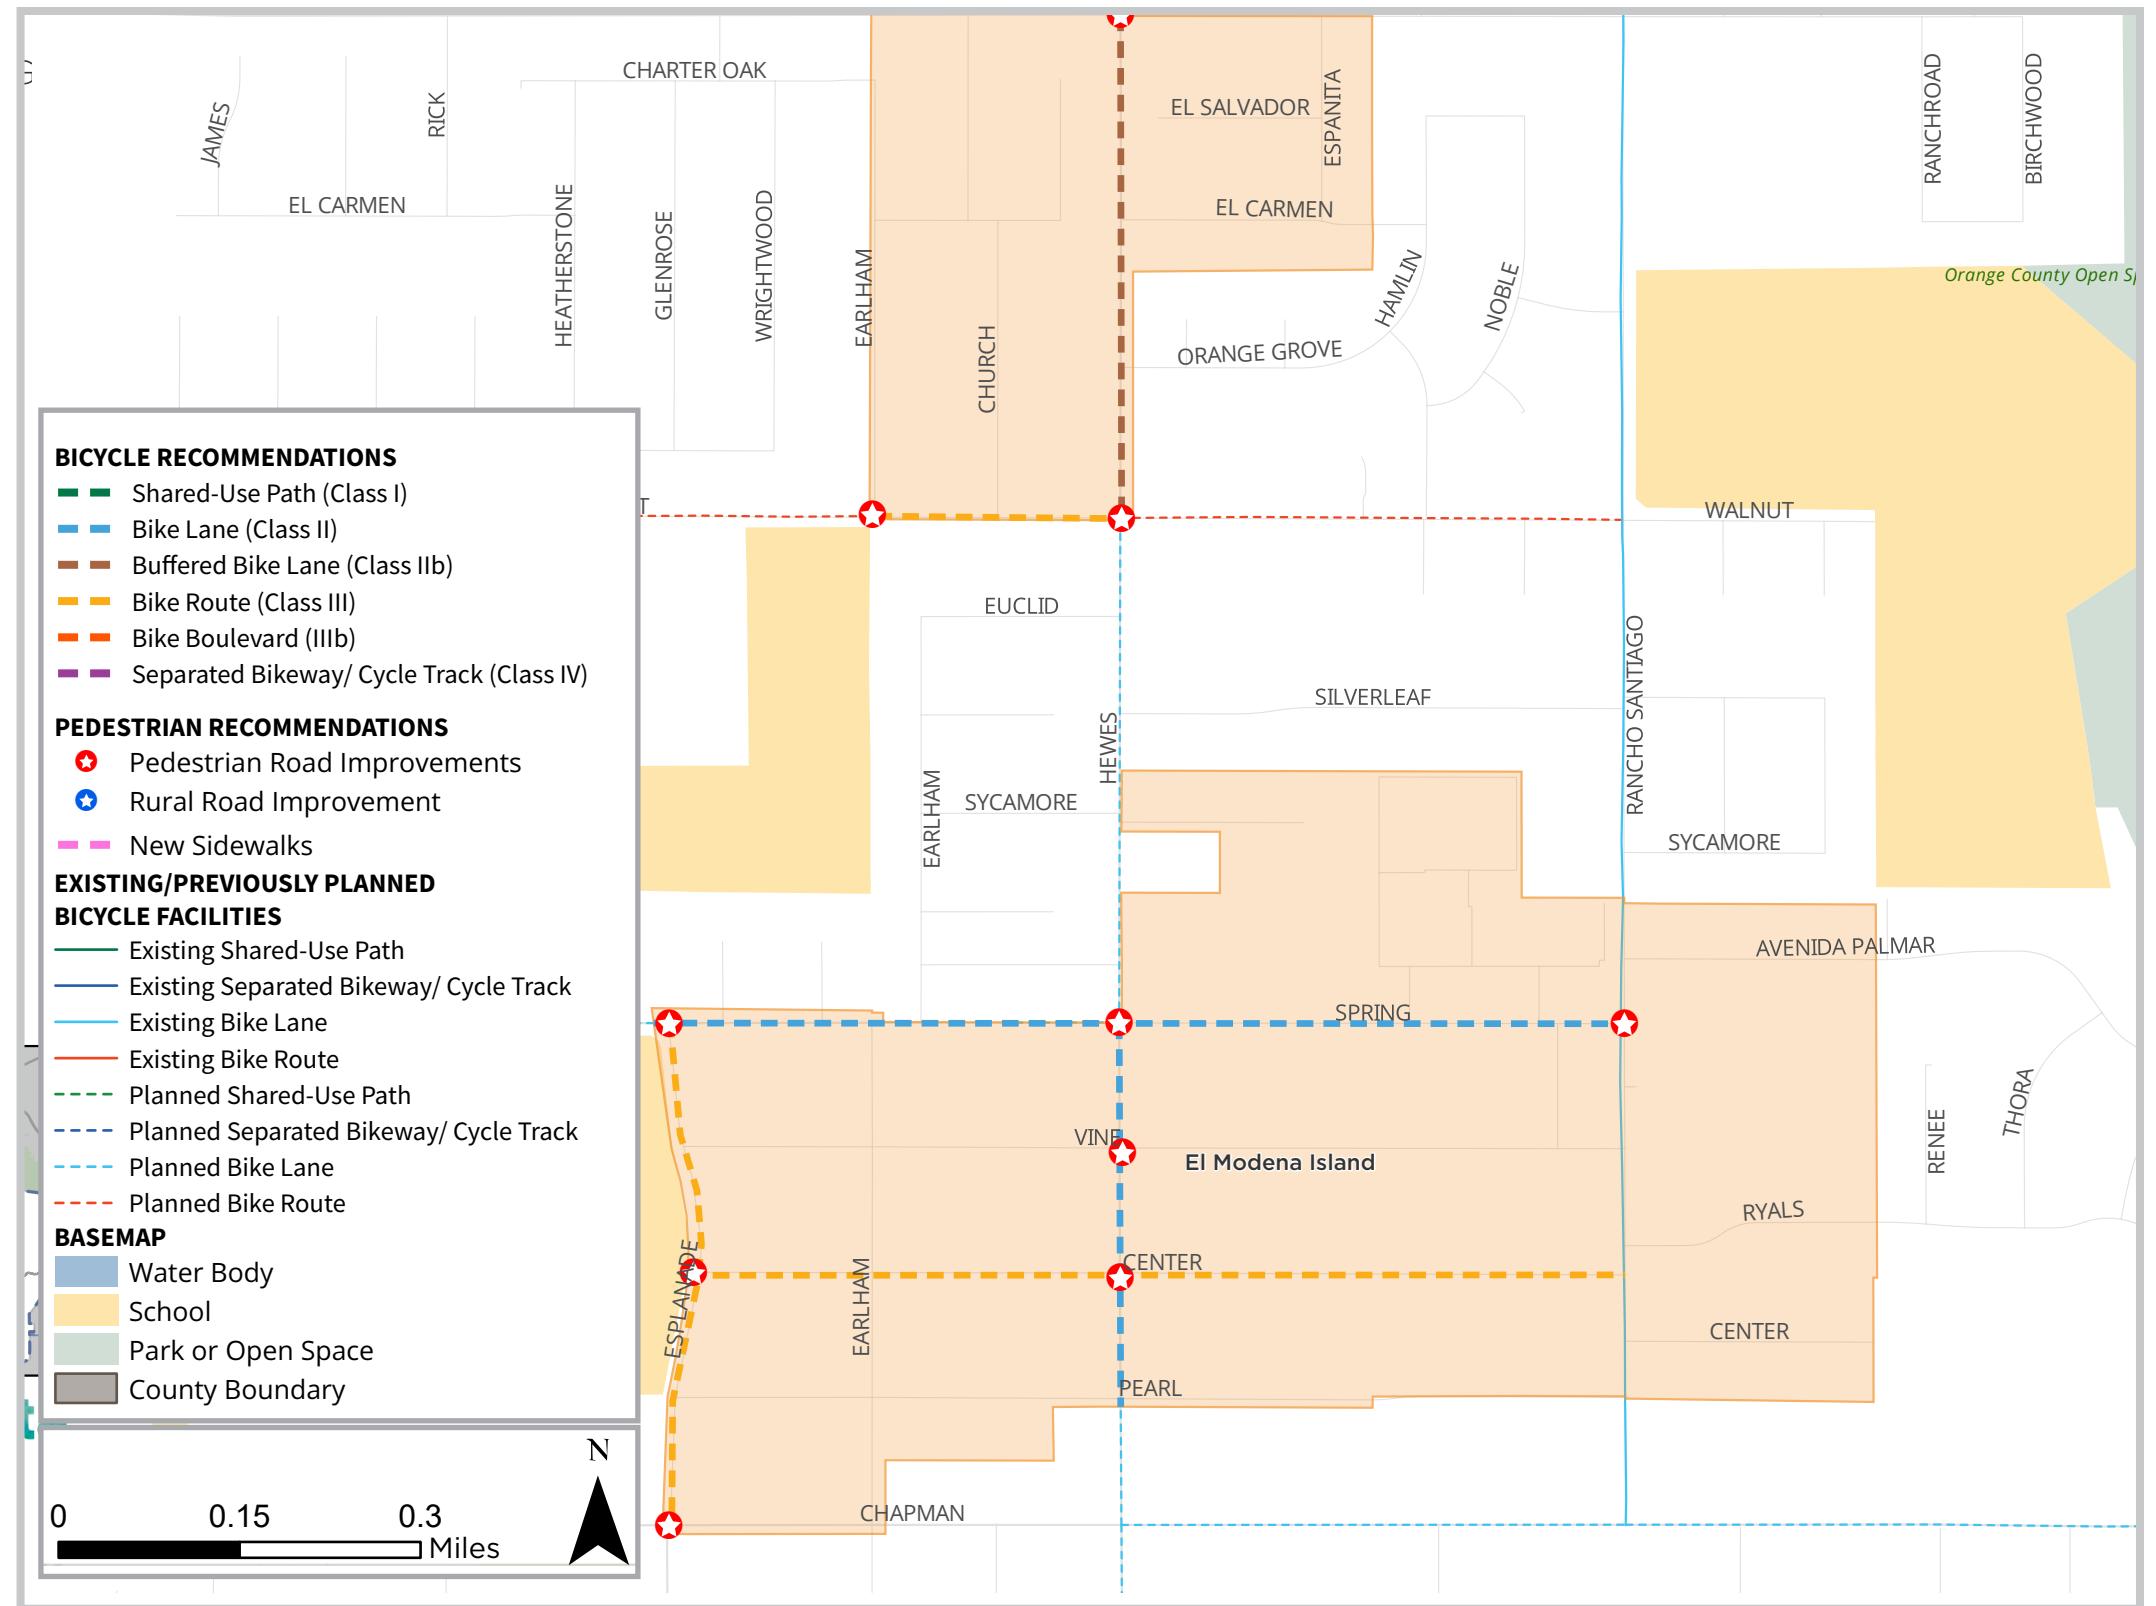 CHARTER OAK
JAMES
RICK
EL SALVADOR
ESPANITA
RANCHROAD
BIRCHWOOD
EL CARMEN
HEATHERSTONE
GLENROSE
WRIGHTWOOD
EARLHAM
CHURCH
EL CARMEN
HAMLIN
NOBLE
ORANGE GROVE
Orange County Open
WALNUT
EUCLID
SILVERLEAF
HEWES
RANCHO SANTIAGO
EARLHAM
SYCAMORE
SYCAMORE
AVENIDA PALMAR
SPRING
VINE
El Modena Island
RENEE
THORA
RYALS
ESPLANADE
EARLHAM
CENTER
CENTER
PEARL
CHAPMAN
BICYCLE RECOMMENDATIONS
Shared-Use Path (Class I)
Bike Lane (Class II)
Buffered Bike Lane (Class IIb)
Bike Route (Class III)
Bike Boulevard (IIIb)
Separated Bikeway/ Cycle Track (Class IV)
PEDESTRIAN RECOMMENDATIONS
Pedestrian Road Improvements
Rural Road Improvement
New Sidewalks
EXISTING/PREVIOUSLY PLANNED
BICYCLE FACILITIES
Existing Shared-Use Path
Existing Separated Bikeway/ Cycle Track
Existing Bike Lane
Existing Bike Route
Planned Shared-Use Path
Planned Separated Bikeway/ Cycle Track
Planned Bike Lane
Planned Bike Route
BASEMAP
Water Body
School
Park or Open Space
County Boundary
N
0 0.15 0.3
Miles